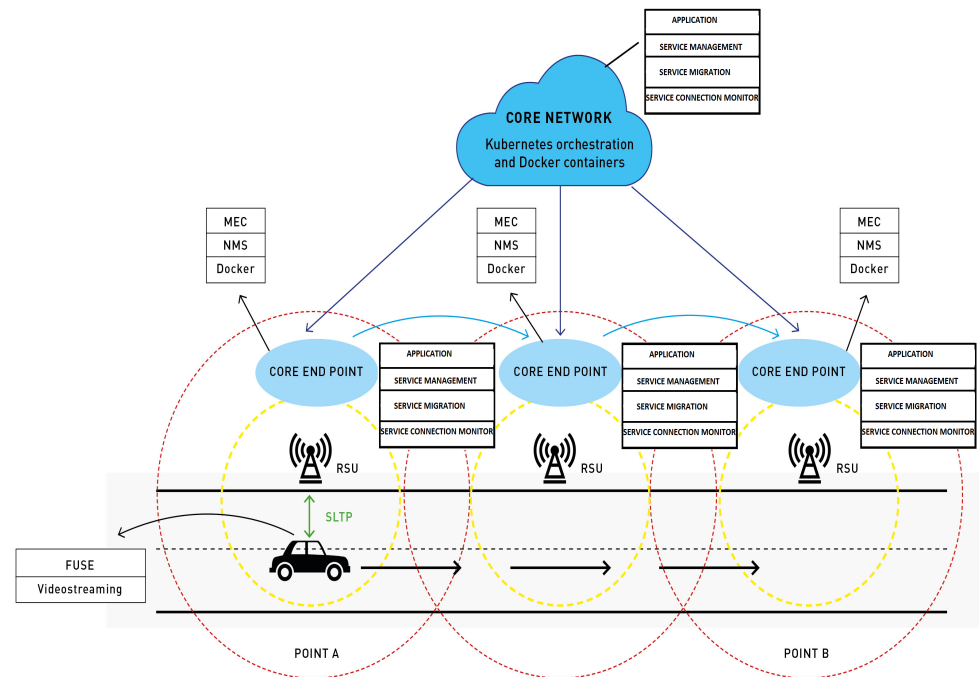 APPLICATION
SERVICE MANAGEMENT
SERVICE MIGRATION
SERVICE CONNECTION MONITOR
CORE NETWORK
Kubernetes orchestration
and Docker containers
MEC
NMS
Docker
MEC
NMS
Docker
MEC
NMS
Docker
CORE END POINT
APPLICATION
SERVICE MANAGEMENT
SERVICE MIGRATION
SERVICE CONNECTION MONITOR
CORE END POINT
APPLICATION
SERVICE MANAGEMENT
SERVICE MIGRATION
SERVICE CONNECTION MONITOR
CORE END POINT
APPLICATION
SERVICE MANAGEMENT
SERVICE MIGRATION
SERVICE CONNECTION MONITOR
RSU
RSU
RSU
SLTP
FUSE
Videostreaming
POINT A
POINT B